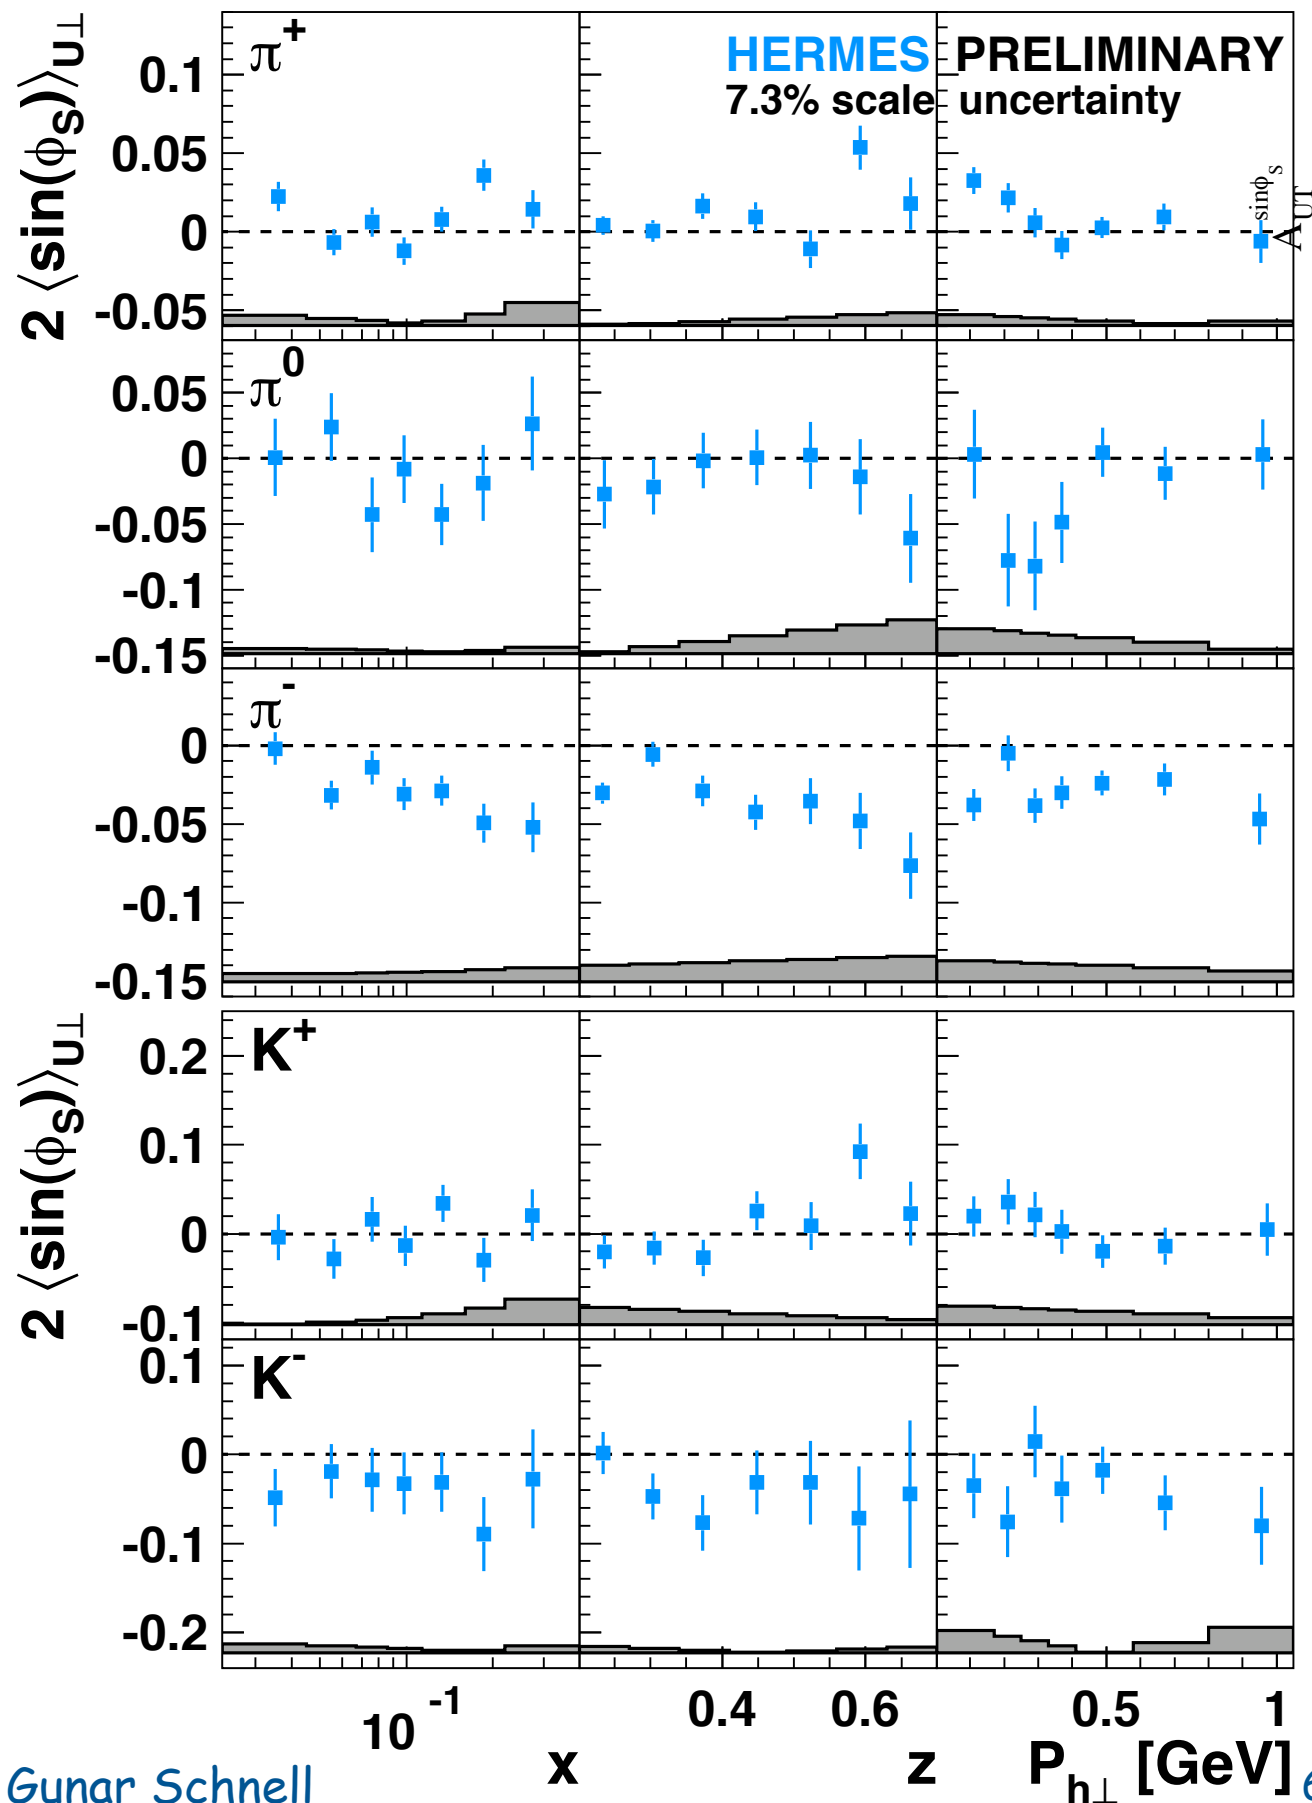 2 ⟨sin(ϕS)⟩U⊥
π+
HERMES PRELIMINARY
7.3% scale uncertainty
0.1
0.05
0
-0.05
AUT sinϕS
π0
0.05
0
-0.05
-0.1
-0.15
π-
0
-0.05
-0.1
-0.15
2 ⟨sin(ϕS)⟩U⊥
K+
0.2
0.1
0
-0.1
K-
0.1
0
-0.1
-0.2
10-1 0.4 0.6 0.5 1
x z Ph⊥ [GeV]
Gunar Schnell